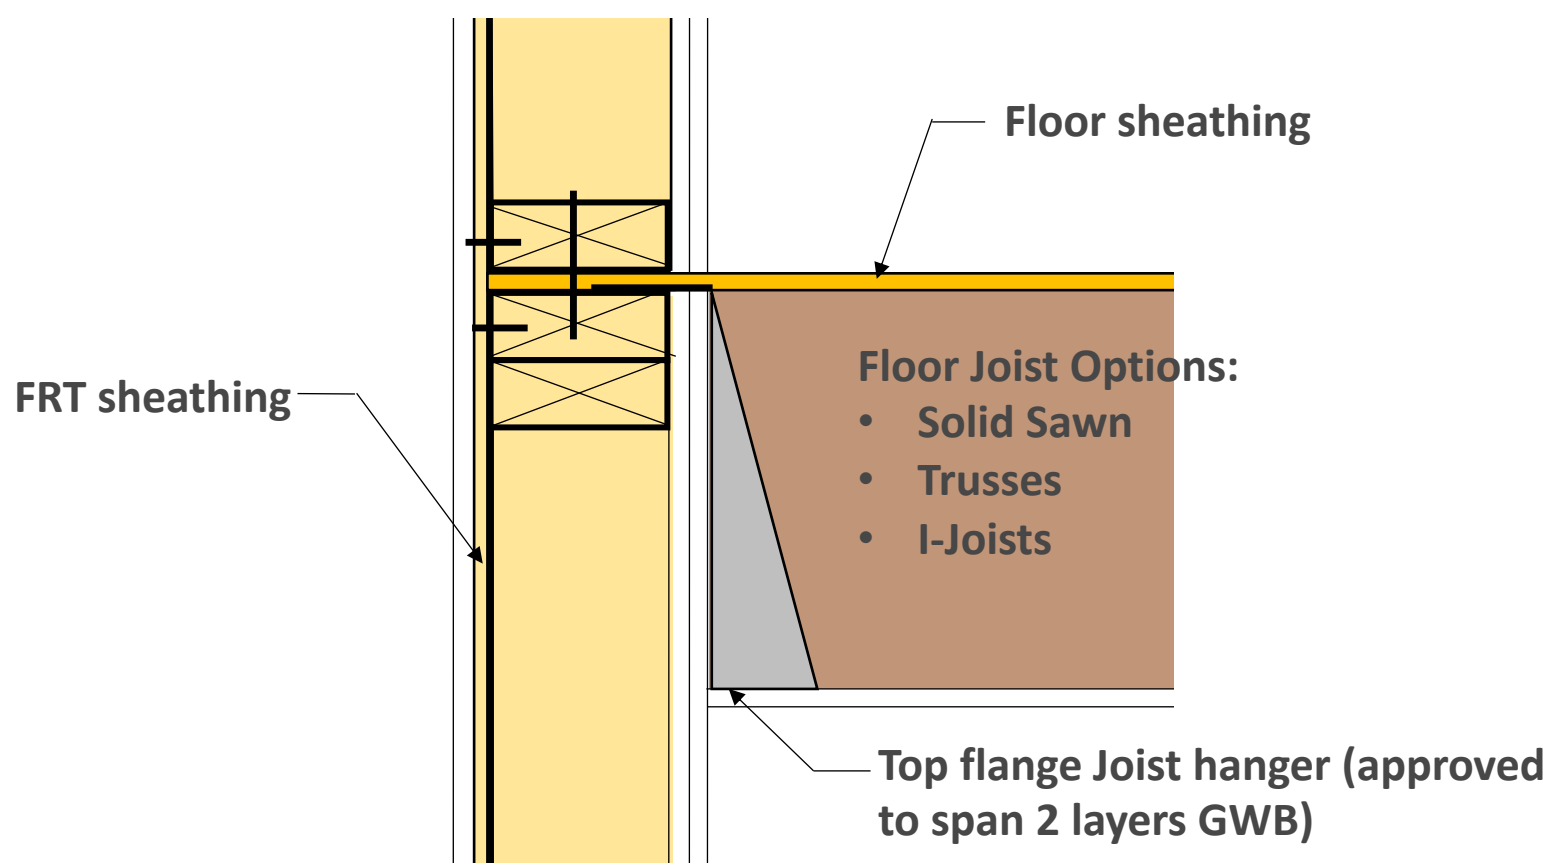 Floor sheathing
Floor Joist Options:
• Solid Sawn
• Trusses
• I-Joists
FRT sheathing
Top flange Joist hanger (approved
to span 2 layers GWB)